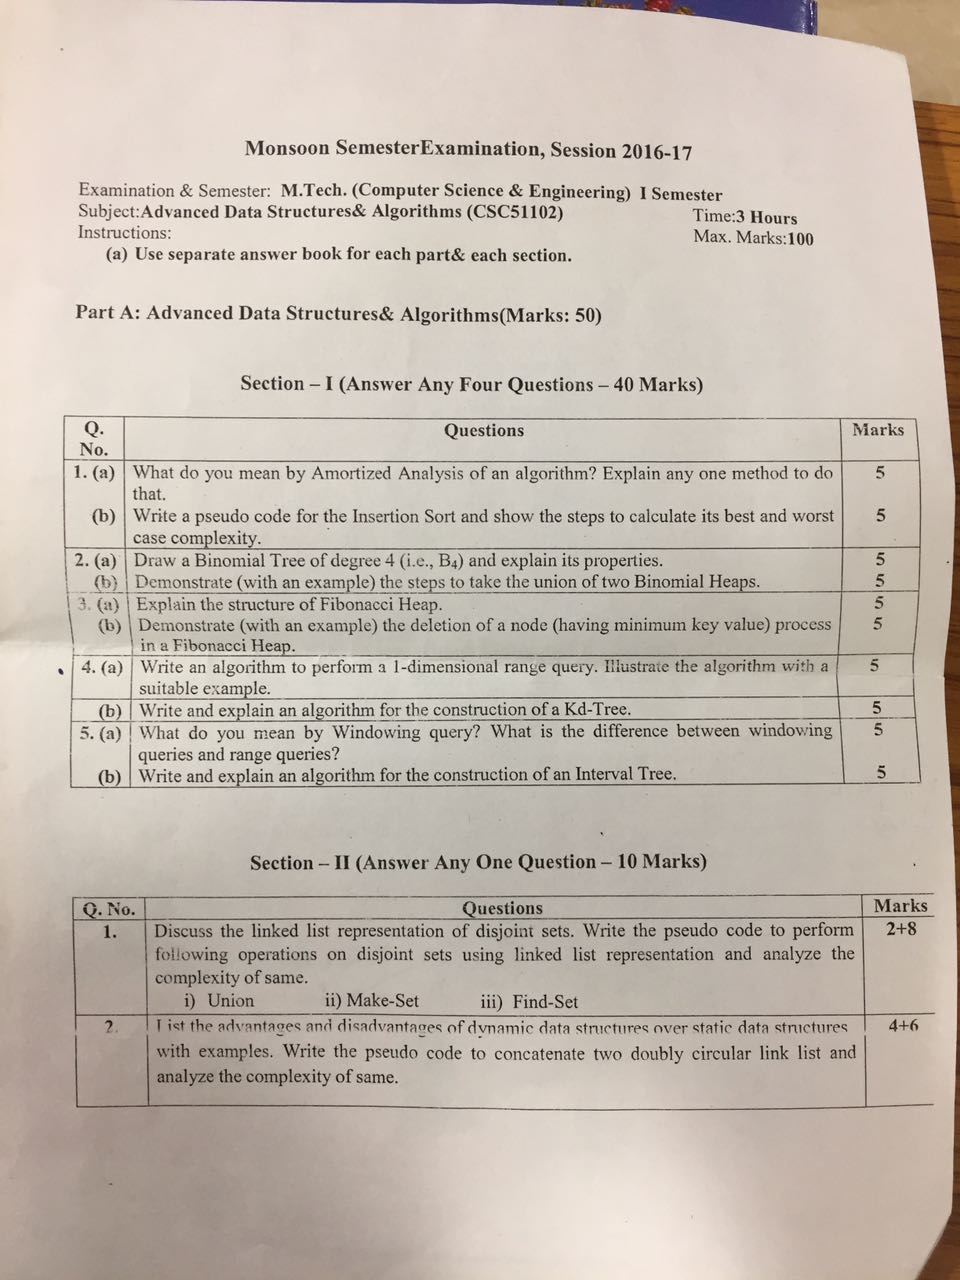 Monsoon SemesterExamination, Session 2016-17
Examination & Semester: M.Tech. (Computer Science & Engineering) I Semester
Subject:Advanced Data Structures& Algorithms (CSC51102) Time:3 Hours
Instructions: Max. Marks:100
(a) Use separate answer book for each part& each section.
Part A: Advanced Data Structures& Algorithms(Marks: 50)
Section – I (Answer Any Four Questions – 40 Marks)
Q. No. Questions Marks
1. (a) What do you mean by Amortized Analysis of an algorithm? Explain any one method to do 5
that.
(b) Write a pseudo code for the Insertion Sort and show the steps to calculate its best and worst 5
case complexity.
2. (a) Draw a Binomial Tree of degree 4 (i.e., B4) and explain its properties. 5
(b) Demonstrate (with an example) the steps to take the union of two Binomial Heaps. 5
3. (a) Explain the structure of Fibonacci Heap. 5
(b) Demonstrate (with an example) the deletion of a node (having minimum key value) process 5
in a Fibonacci Heap.
4. (a) Write an algorithm to perform a 1-dimensional range query. Illustrate the algorithm with a 5
suitable example.
(b) Write and explain an algorithm for the construction of a Kd-Tree. 5
5. (a) What do you mean by Windowing query? What is the difference between windowing 5
queries and range queries?
(b) Write and explain an algorithm for the construction of an Interval Tree. 5
Section – II (Answer Any One Question – 10 Marks)
Q. No. Questions Marks
1. Discuss the linked list representation of disjoint sets. Write the pseudo code to perform 2+8
following operations on disjoint sets using linked list representation and analyze the
complexity of same.
i) Union ii) Make-Set iii) Find-Set
2. List the advantages and disadvantages of dynamic data structures over static data structures 4+6
with examples. Write the pseudo code to concatenate two doubly circular link list and
analyze the complexity of same.